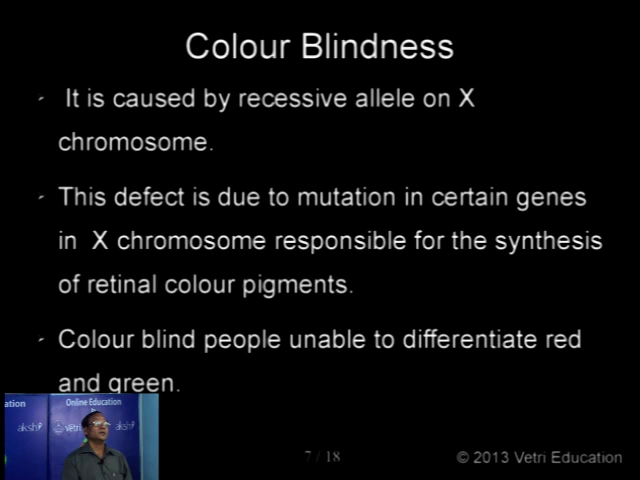 Colour Blindness
It is caused by recessive allele on X
chromosome.
This defect is due to mutation in certain genes
in X chromosome responsible for the synthesis
of retinal colour pigments.
Colour blind people unable to differentiate red
and green.
ation
Online Education
aksh
vetri
aksh
7 / 18
© 2013 Vetri Education